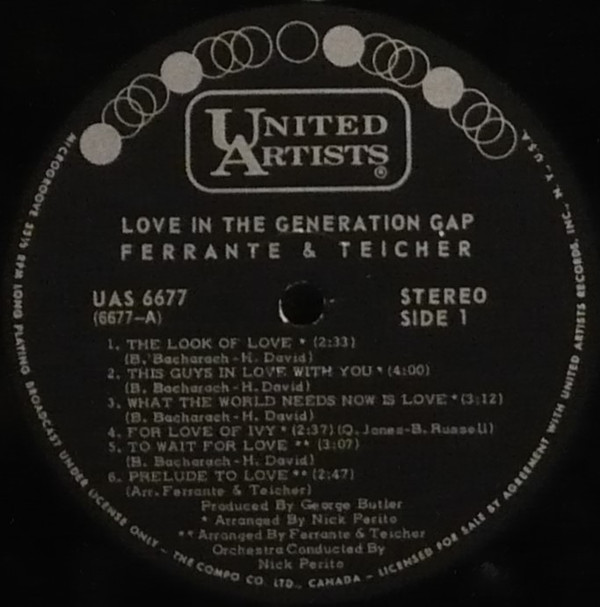 UNITED
ARTISTS®
LOVE IN THE GENERATION GAP
FERRANTE & TEICHER
UAS 6677
(6677-A)
STEREO
SIDE 1
1. THE LOOK OF LOVE * (2:33)
(B. Bacharach-H. David)
2. THIS GUYS IN LOVE WITH YOU * (4:00)
(B. Bacharach-H. David)
3. WHAT THE WORLD NEEDS NOW IS LOVE * (3:12)
(B. Bacharach-H. David)
4. FOR LOVE OF IVY * (2:37) (Q. Jones-B. Russell)
5. TO WAIT FOR LOVE ** (3:07)
(B. Bacharach-H. David)
6. PRELUDE TO LOVE ** (2:47)
(Arr. Ferrante & Teicher)
Produced By George Butler
* Arranged By Nick Perito
** Arranged By Ferrante & Teicher
Orchestra Conducted By
Nick Perito
MICROGROOVE 33⅓ RPM LONG PLAYING BROADCAST UNDER LICENSE ONLY - THE COMPO CO. LTD., CANADA - LICENSED FOR SALE BY AGREEMENT WITH UNITED ARTISTS RECORDS, INC., N. Y. U.S.A.